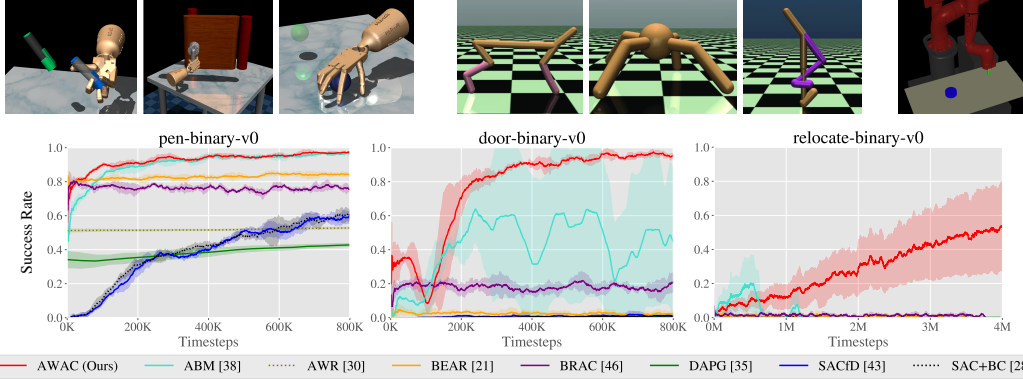 pen-binary-v0
door-binary-v0
relocate-binary-v0
Success Rate
1.0
0.8
0.6
0.4
0.2
0.0
0K
200K
400K
600K
800K
Timesteps
1.0
0.8
0.6
0.4
0.2
0.0
0K
200K
400K
600K
800K
Timesteps
1.0
0.8
0.6
0.4
0.2
0.0
0M
1M
2M
3M
4M
Timesteps
AWAC (Ours) ABM [38] AWR [30] BEAR [21] BRAC [46] DAPG [35] SACfD [43] SAC+BC